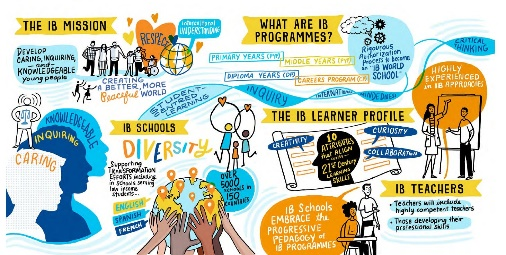 THE IB MISSION
DEVELOP
CARING, INQUIRING,
and
KNOWLEDGEABLE
young people
RESPECT
intercultural
UNDERSTANDING
CREATING
A BETTER, MORE
Peaceful WORLD
WHAT ARE IB
PROGRAMMES?
PRIMARY YEARS (PYP)
MIDDLE YEARS (MYP)
DIPLOMA YEARS (DP)
CAREERS PROGRAM (CP)
Rigorous
Authorization
Process to become
an "IB WORLD
SCHOOL"
CRITICAL
THINKING
STUDENT
CENTERED
LEARNING
INQUIRY
HIGHLY
EXPERIENCED
in IB APPROACHES
KNOWLEDGEABLE
INQUIRING
CARING
IB SCHOOLS
DIVERSITY
Supporting
TRANSFORMATION
EFFORTS
in Schools serving
low income
students...
ENGLISH
SPANISH
FRENCH
OVER
5000
SCHOOLS in
150
COUNTRIES
THE IB LEARNER PROFILE
CREATIVITY
CURIOSITY
COLLABORATION
10
ATTRIBUTES
that ALIGN
with
21st Century
LEARNING
SKILLS
IB Schools
EMBRACE the
PROGRESSIVE
PEDAGOGY of
IB PROGRAMMES
IB TEACHERS
• Teachers will include
highly competent teachers
• Those developing their
professional skills